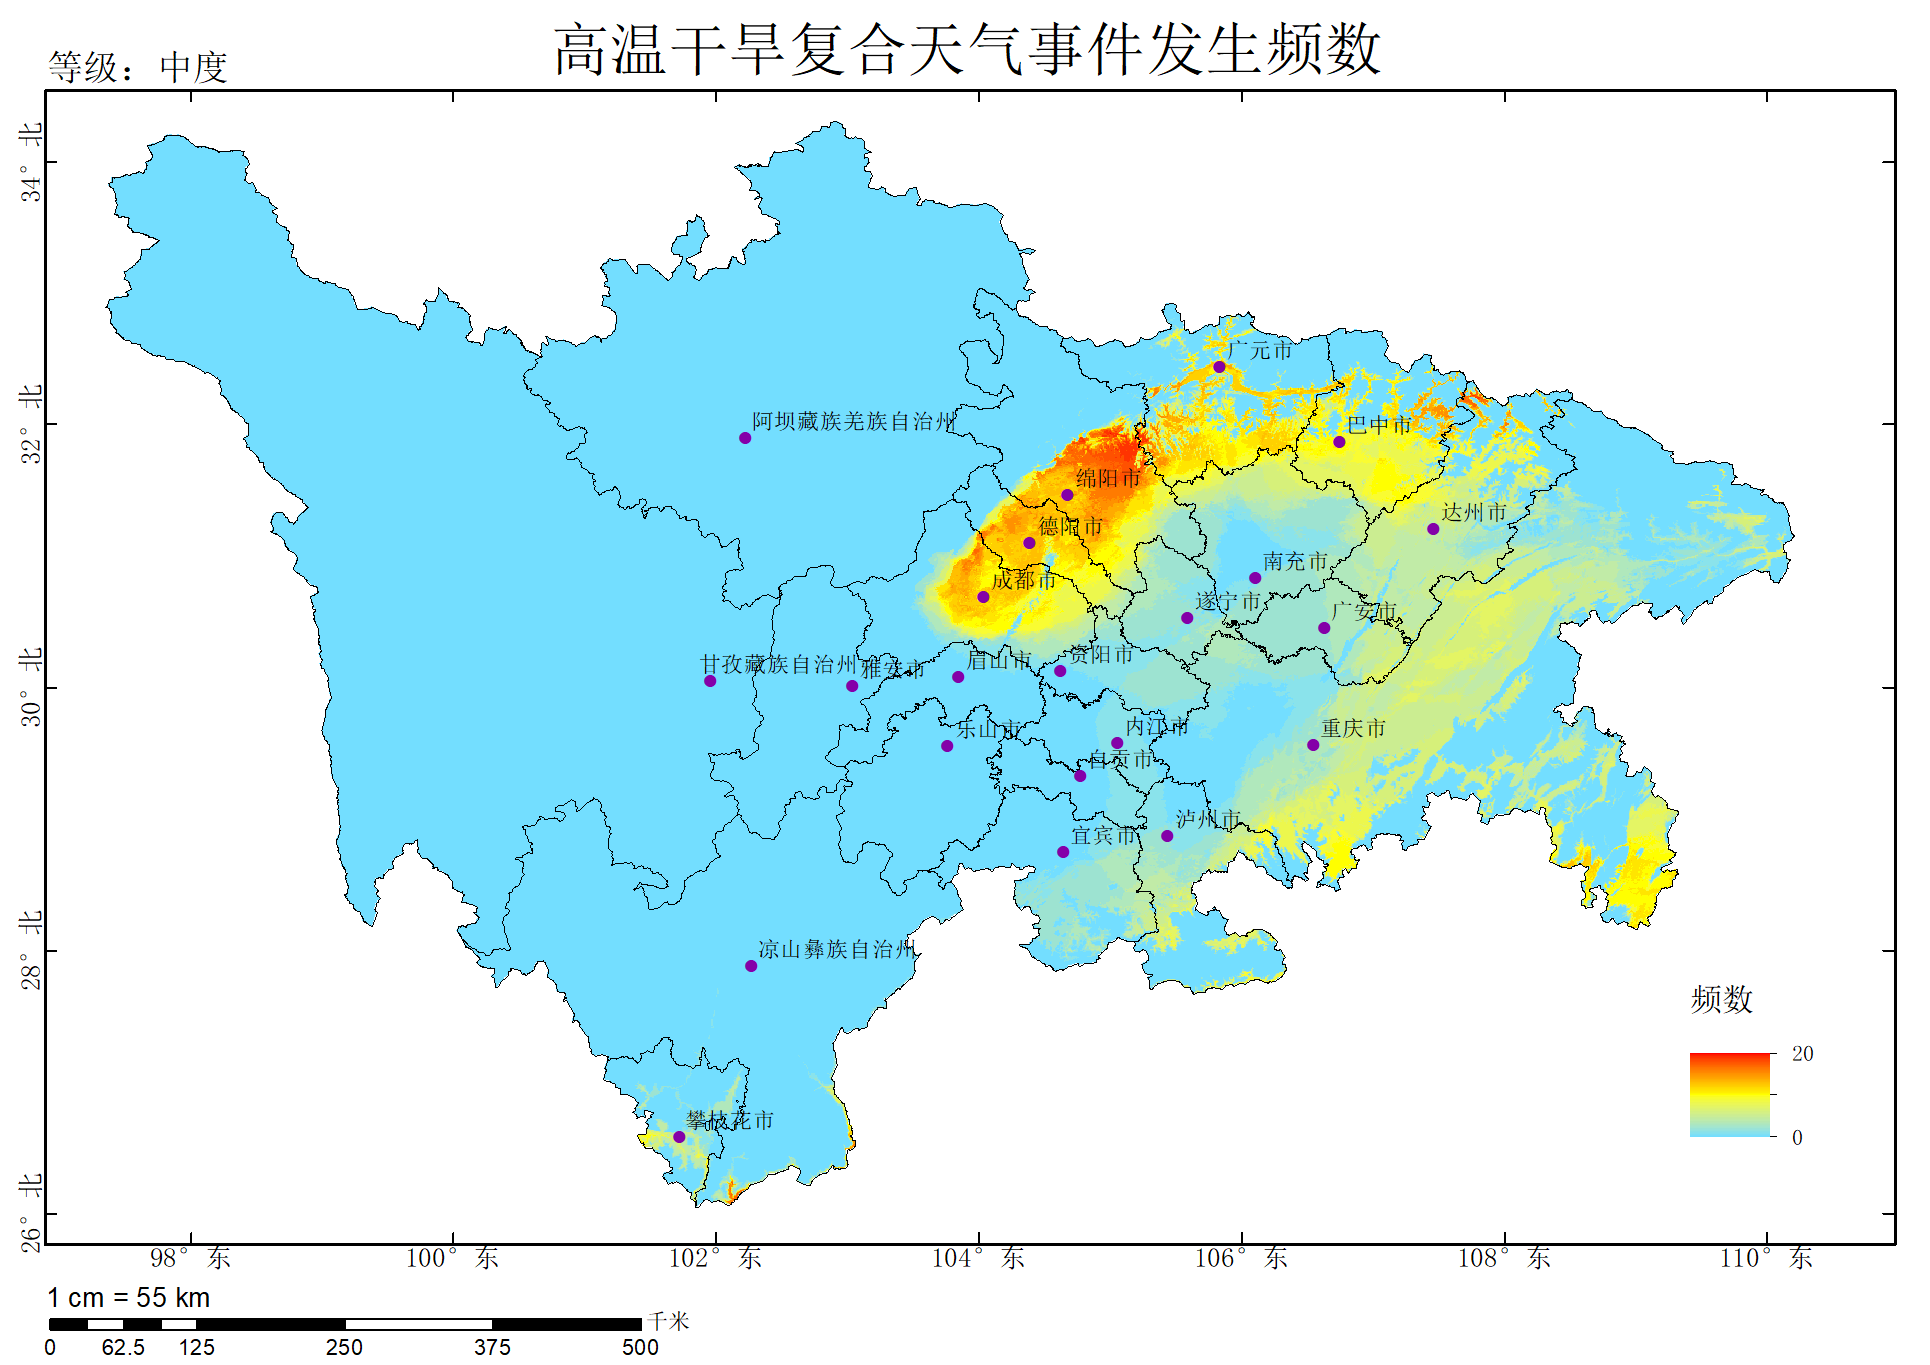 高温干旱复合天气事件发生频数
等级：中度
34° 北
32° 北
30° 北
28° 北
26° 北
广元市
巴中市
阿坝藏族羌族自治州
绵阳市
达州市
德阳市
南充市
成都市
遂宁市
广安市
甘孜藏族自治州
雅安市
眉山市
资阳市
乐山市
内江市
重庆市
自贡市
泸州市
宜宾市
凉山彝族自治州
攀枝花市
频数
20
0
98° 东
100° 东
102° 东
104° 东
106° 东
108° 东
110° 东
1 cm = 55 km
千米
0 62.5 125 250 375 500